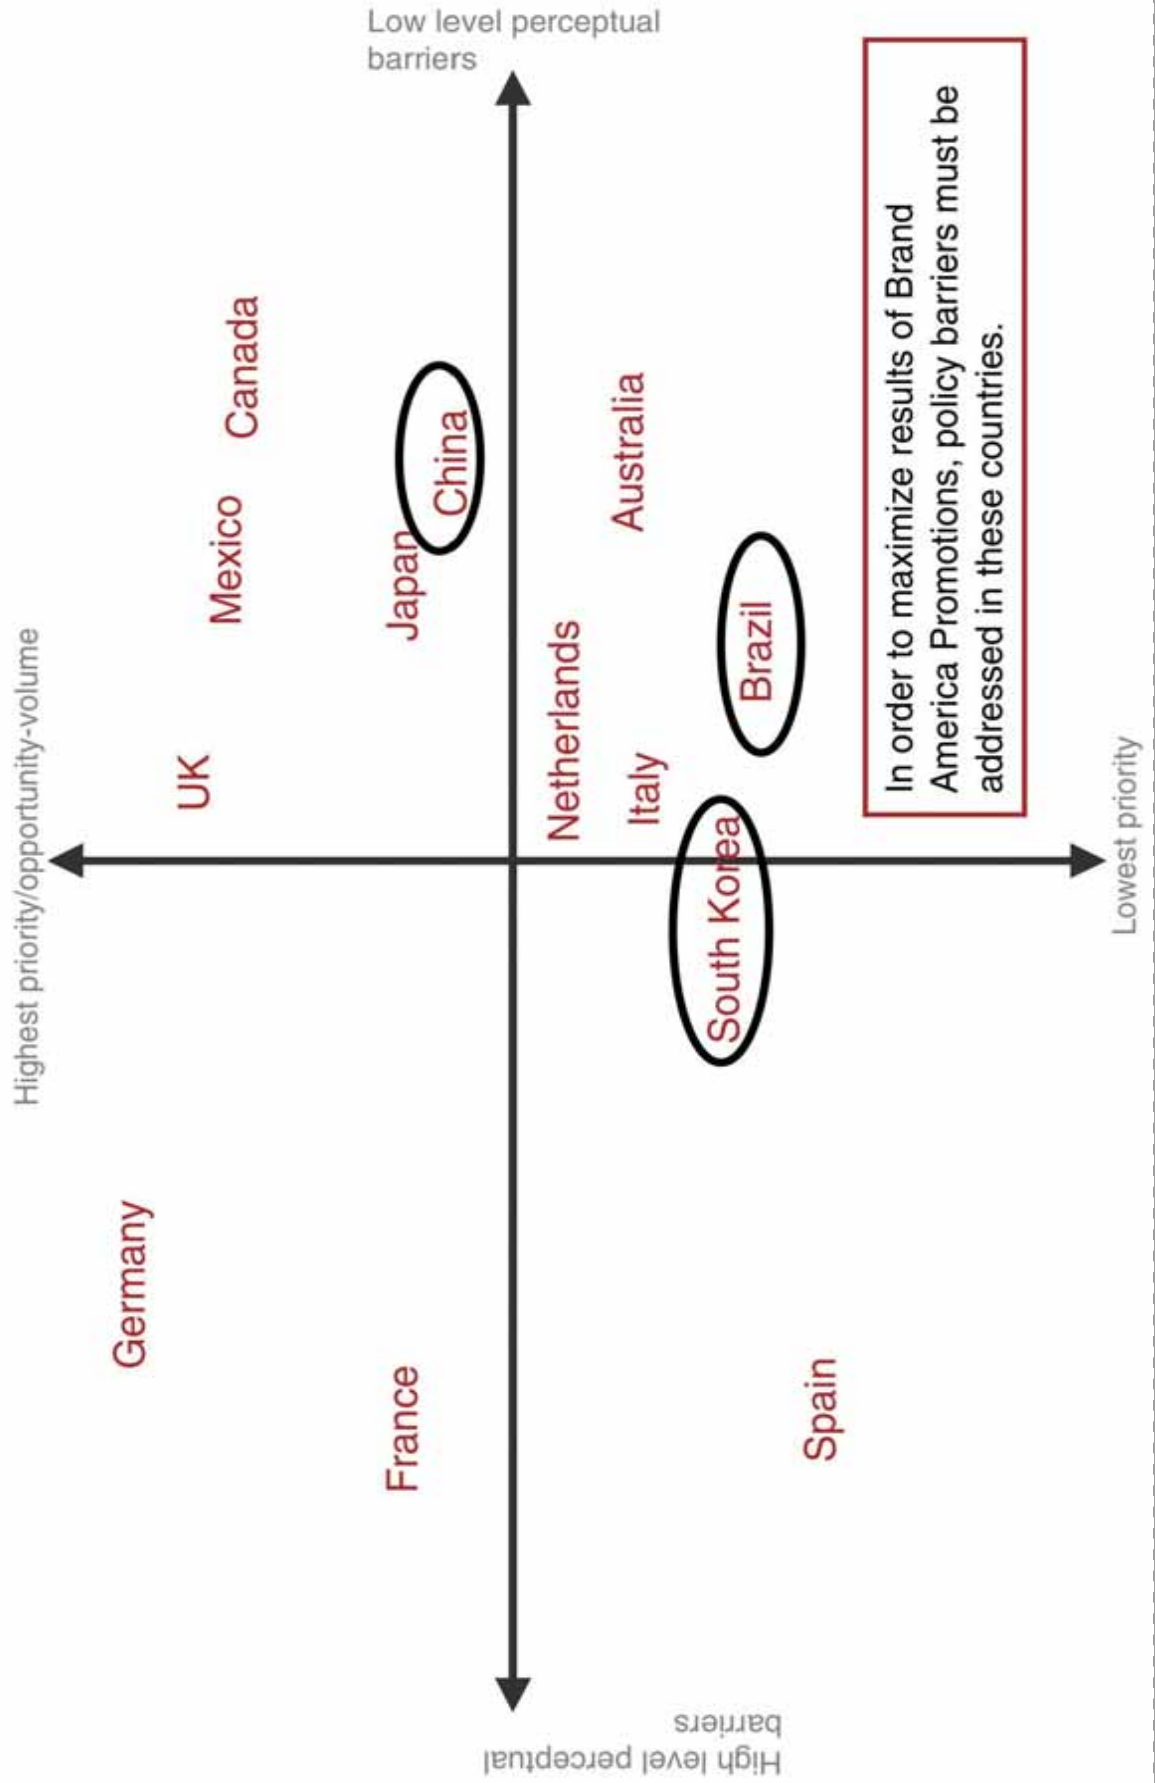 Highest priority/opportunity-volume
Germany
UK
Mexico
Canada
France
Japan
China
High level perceptual
barriers
Low level perceptual
barriers
Netherlands
Italy
Australia
South Korea
Brazil
Spain
In order to maximize results of Brand
America Promotions, policy barriers must be
addressed in these countries.
Lowest priority